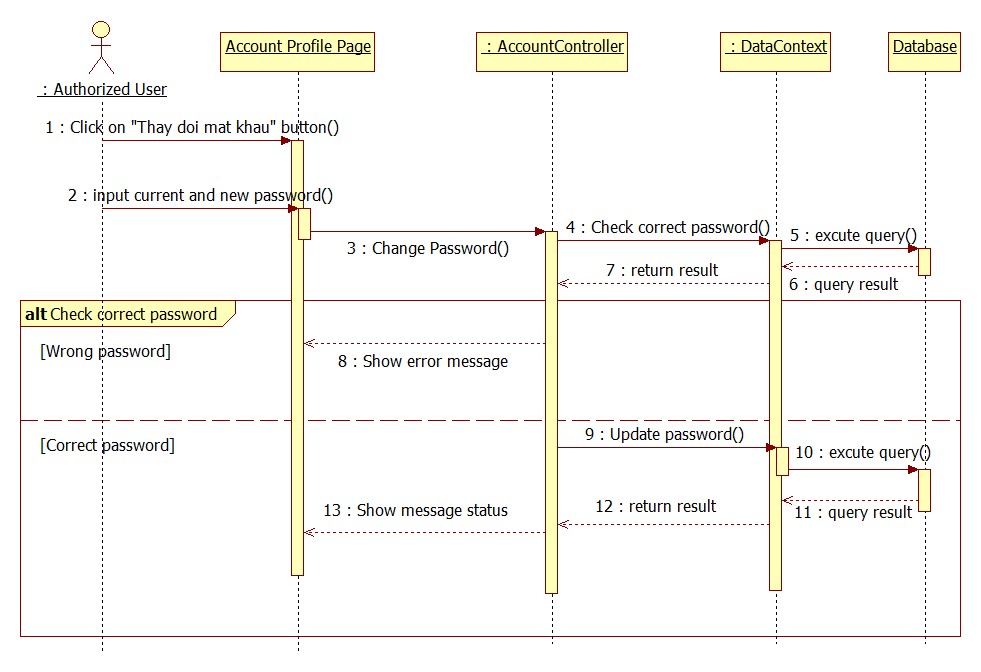 Account Profile Page
: AccountController
: DataContext
Database
: Authorized User
1 : Click on "Thay doi mat khau" button()
2 : input current and new password()
3 : Change Password()
4 : Check correct password()
5 : excute query()
6 : query result
7 : return result
alt Check correct password
[Wrong password]
8 : Show error message
[Correct password]
9 : Update password()
10 : excute query()
11 : query result
12 : return result
13 : Show message status